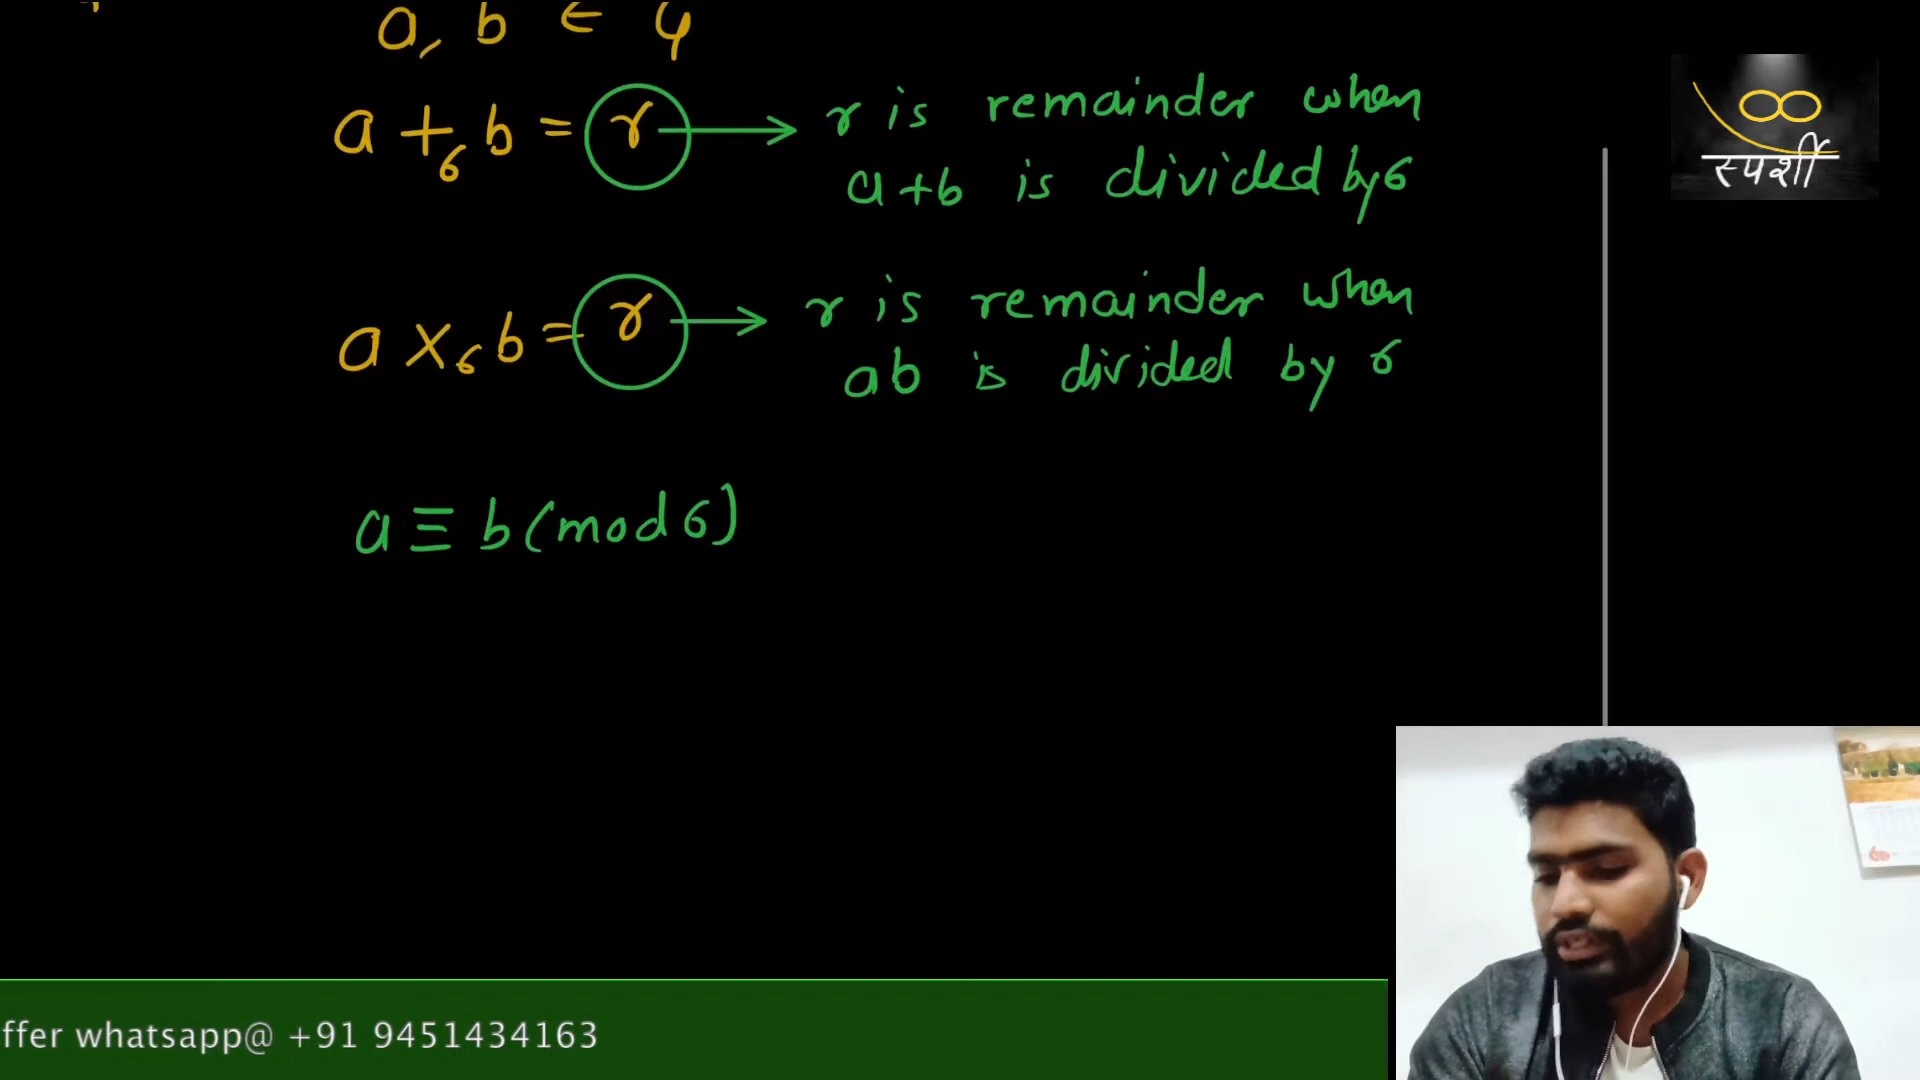 a, b ∈ G
a +₆ b = r → r is remainder when
a+b is divided by 6
a ×₆ b = r → r is remainder when
ab is divided by 6
a ≡ b (mod 6)
स्पर्शी
ffer whatsapp@ +91 9451434163